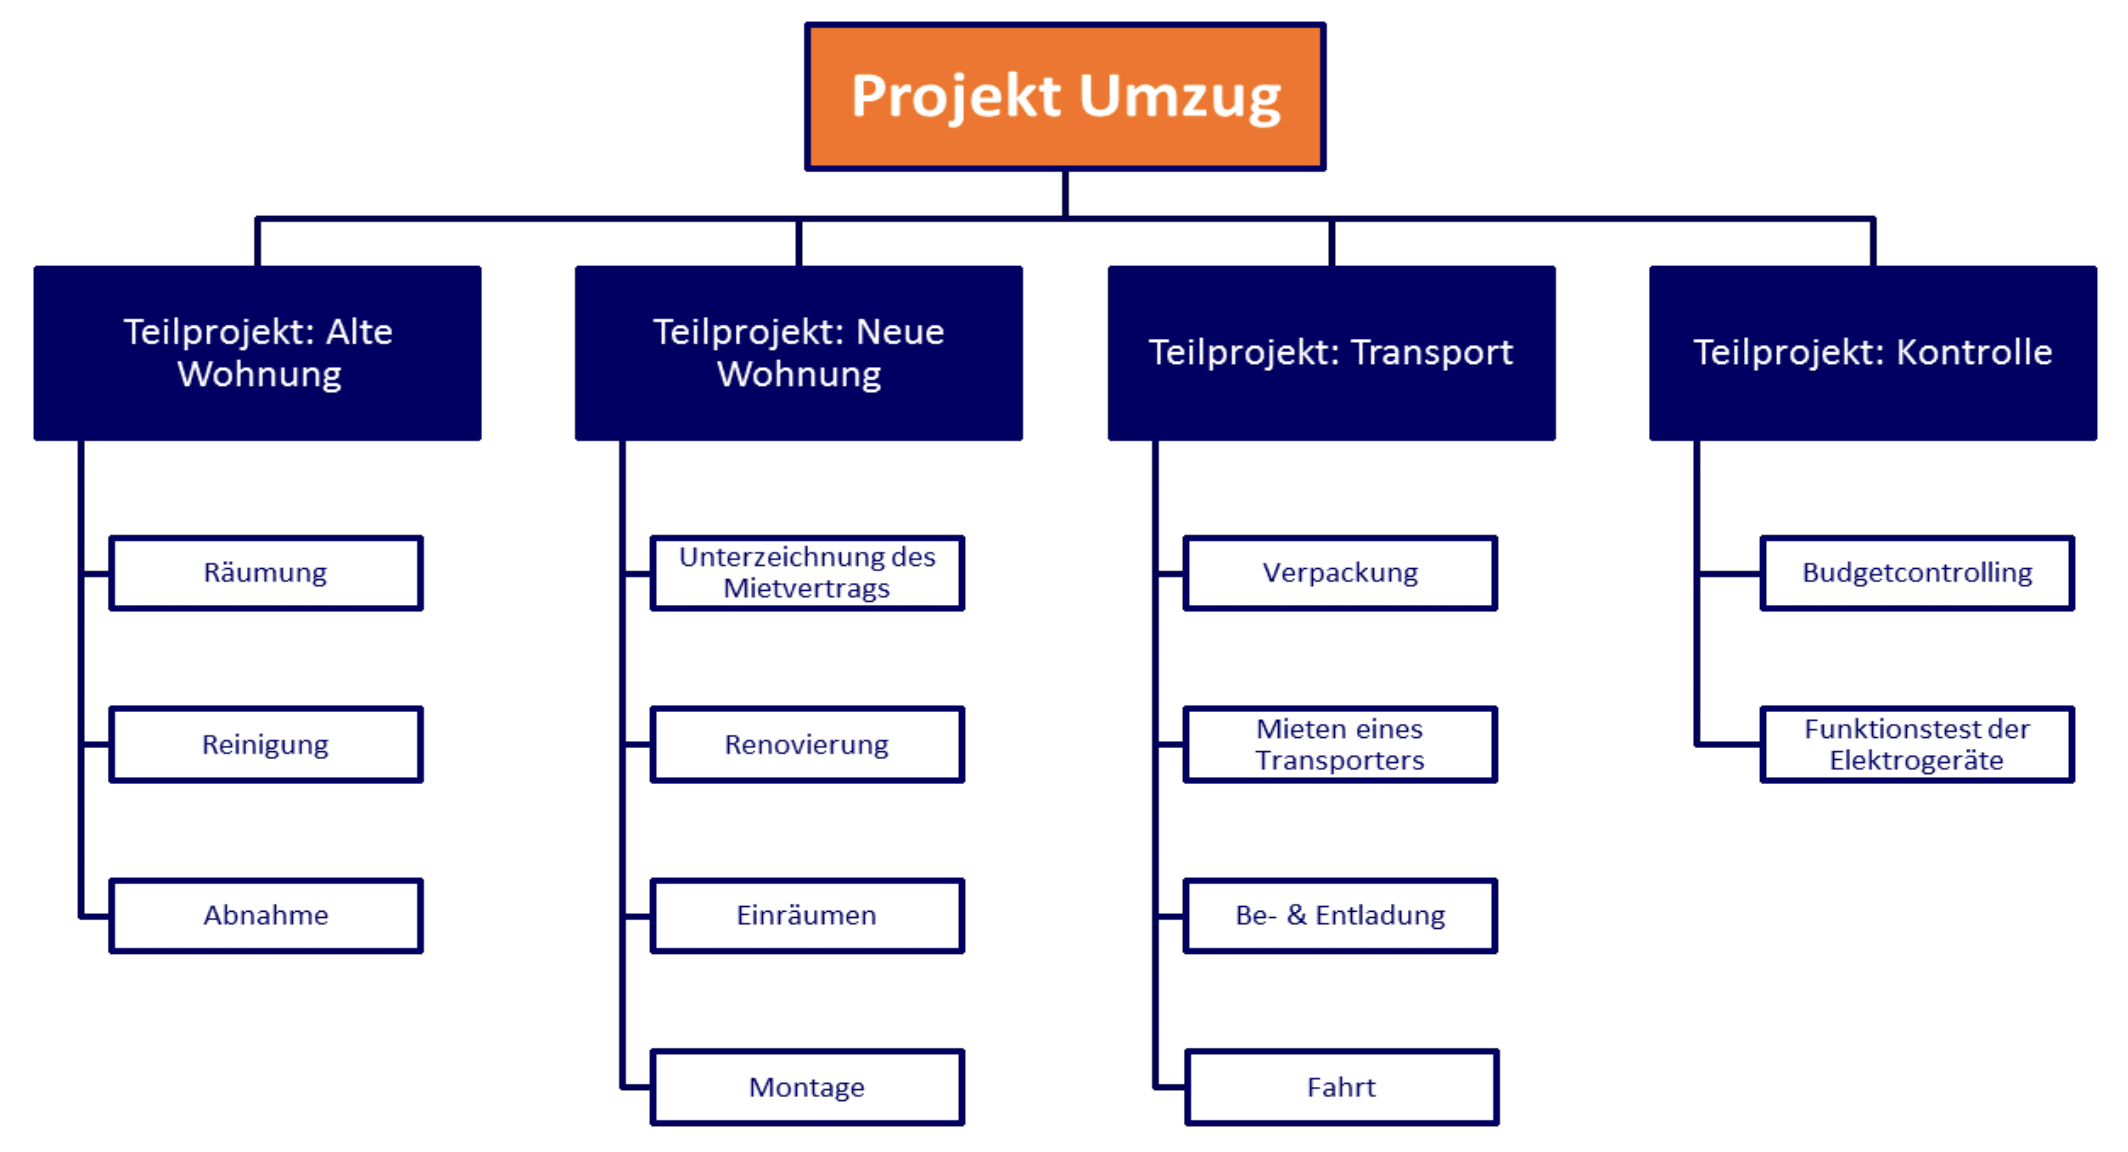 Projekt Umzug
Teilprojekt: Alte
Wohnung
Räumung
Reinigung
Abnahme
Teilprojekt: Neue
Wohnung
Unterzeichnung des
Mietvertrags
Renovierung
Einräumen
Montage
Teilprojekt: Transport
Verpackung
Mieten eines
Transporters
Be- & Entladung
Fahrt
Teilprojekt: Kontrolle
Budgetcontrolling
Funktionstest der
Elektrogeräte